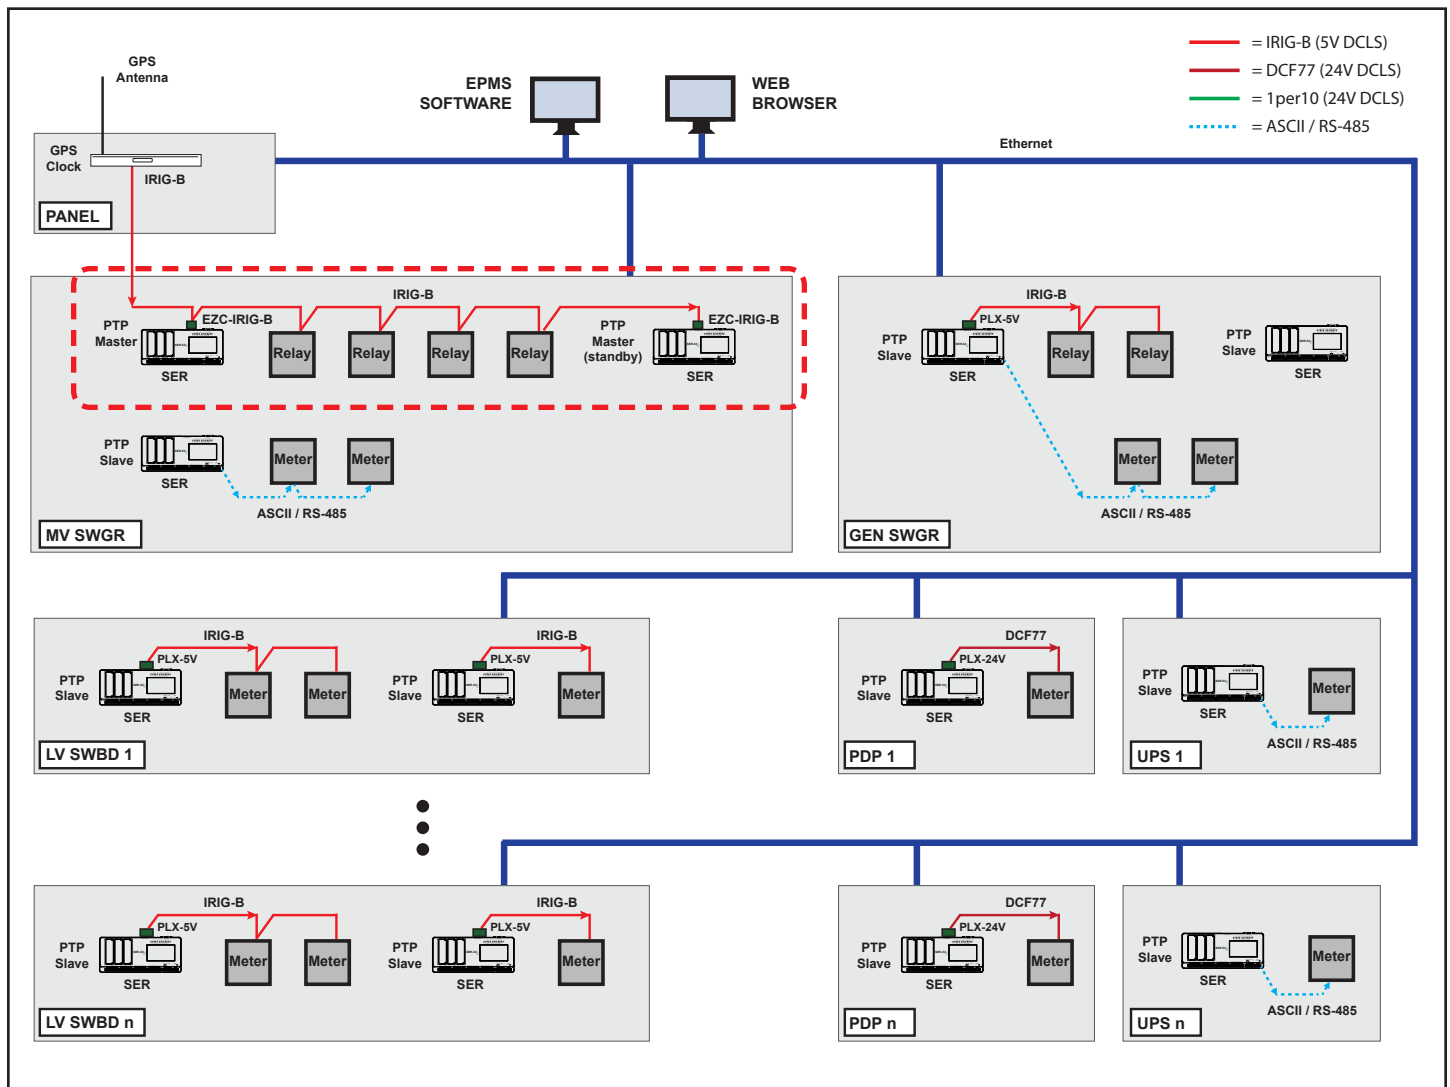 = IRIG-B (5V DCLS)
= DCF77 (24V DCLS)
= 1per10 (24V DCLS)
= ASCII / RS-485
GPS
Antenna
EPMS
SOFTWARE
WEB
BROWSER
Ethernet
GPS
Clock
IRIG-B
PANEL
IRIG-B
PTP
Master
EZC-IRIG-B
SER
Relay
Relay
Relay
Relay
PTP
Master
(standby)
EZC-IRIG-B
SER
PTP
Slave
SER
Meter
Meter
ASCII / RS-485
MV SWGR
IRIG-B
PTP
Slave
PLX-5V
SER
Relay
Relay
PTP
Slave
SER
Meter
Meter
ASCII / RS-485
GEN SWGR
IRIG-B
PTP
Slave
PLX-5V
SER
Meter
Meter
IRIG-B
PTP
Slave
PLX-5V
SER
Meter
LV SWBD 1
DCF77
PTP
Slave
PLX-24V
SER
Meter
PDP 1
PTP
Slave
SER
Meter
ASCII / RS-485
UPS 1
IRIG-B
PTP
Slave
PLX-5V
SER
Meter
Meter
IRIG-B
PTP
Slave
PLX-5V
SER
Meter
LV SWBD n
DCF77
PTP
Slave
PLX-24V
SER
Meter
PDP n
PTP
Slave
SER
Meter
ASCII / RS-485
UPS n